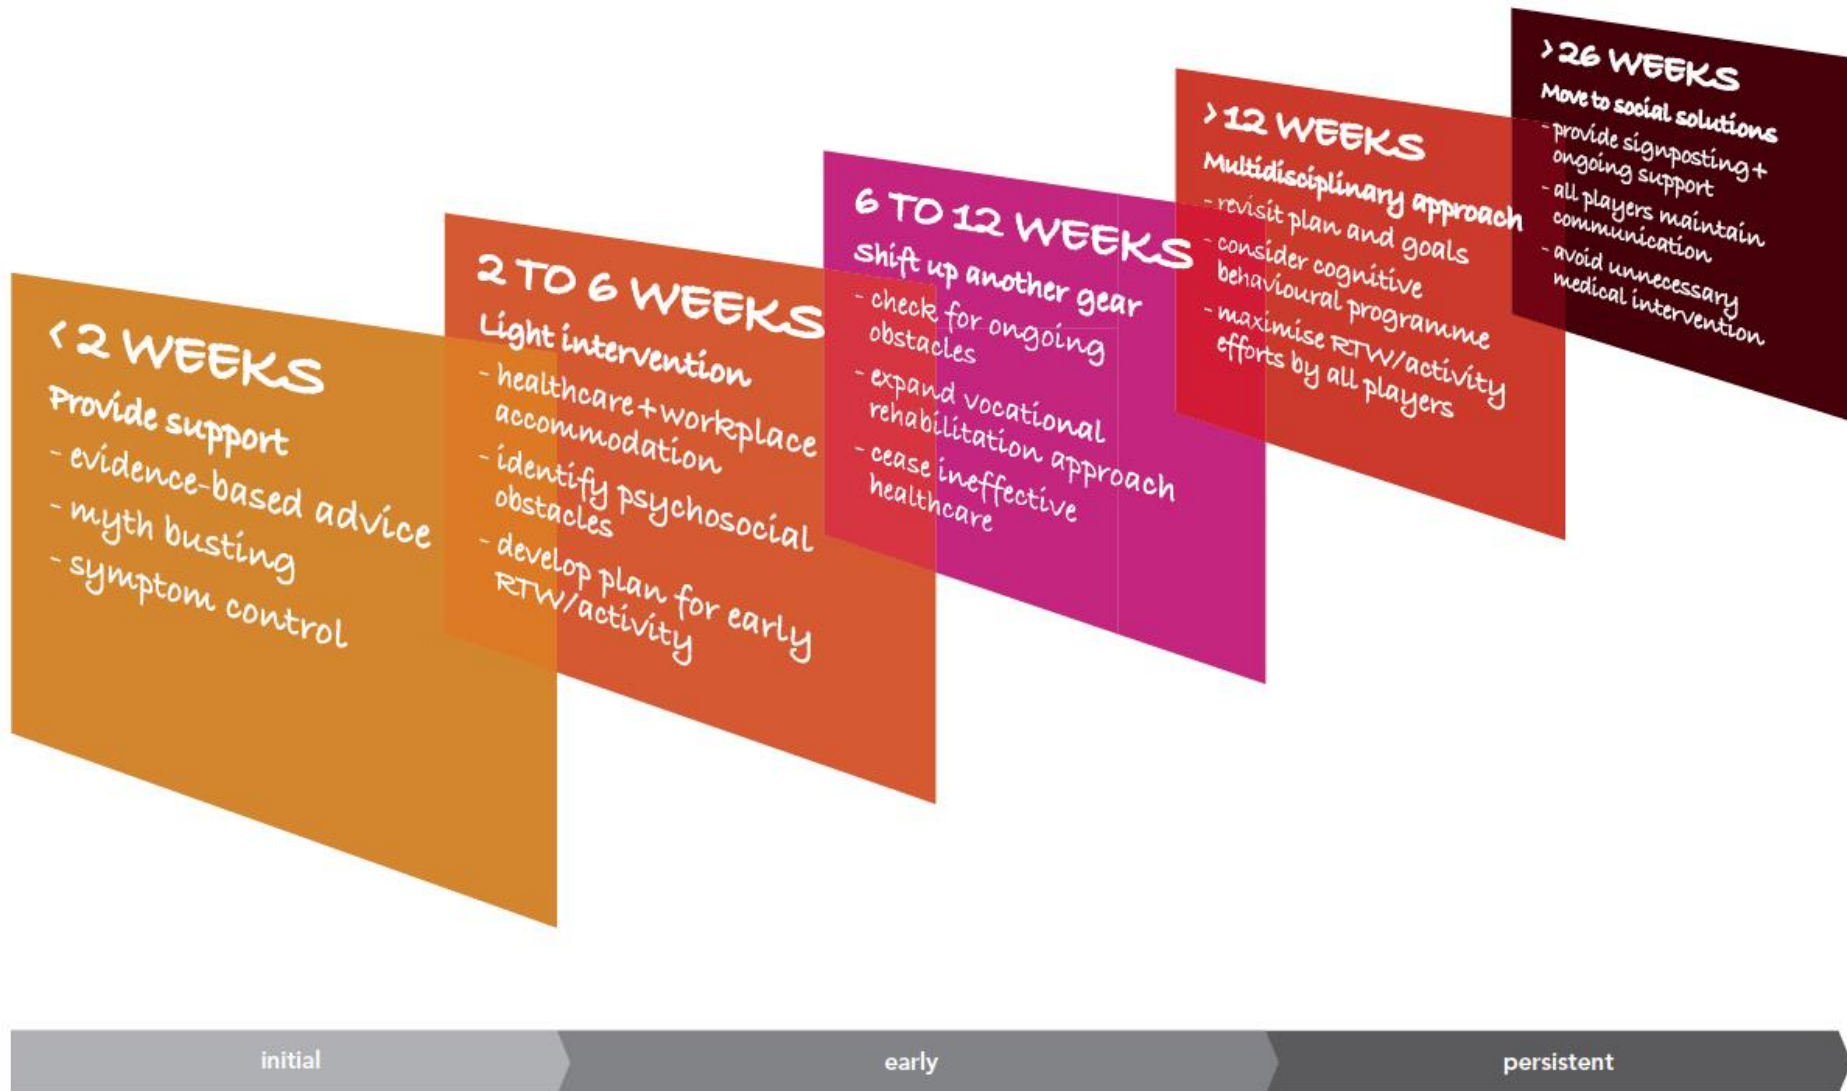 < 2 WEEKS
Provide support
- evidence-based advice
- myth busting
- symptom control
2 TO 6 WEEKS
Light intervention
- healthcare + workplace
accommodation
- identify psychosocial
obstacles
- develop plan for early
RTW/activity
6 TO 12 WEEKS
Shift up another gear
- check for ongoing
obstacles
- expand vocational
rehabilitation approach
- cease ineffective
healthcare
> 12 WEEKS
Multidisciplinary approach
- revisit plan and goals
- consider cognitive
behavioural programme
- maximise RTW/activity
efforts by all players
> 26 WEEKS
Move to social solutions
- provide signposting +
ongoing support
- all players maintain
communication
- avoid unnecessary
medical intervention
initial
early
persistent